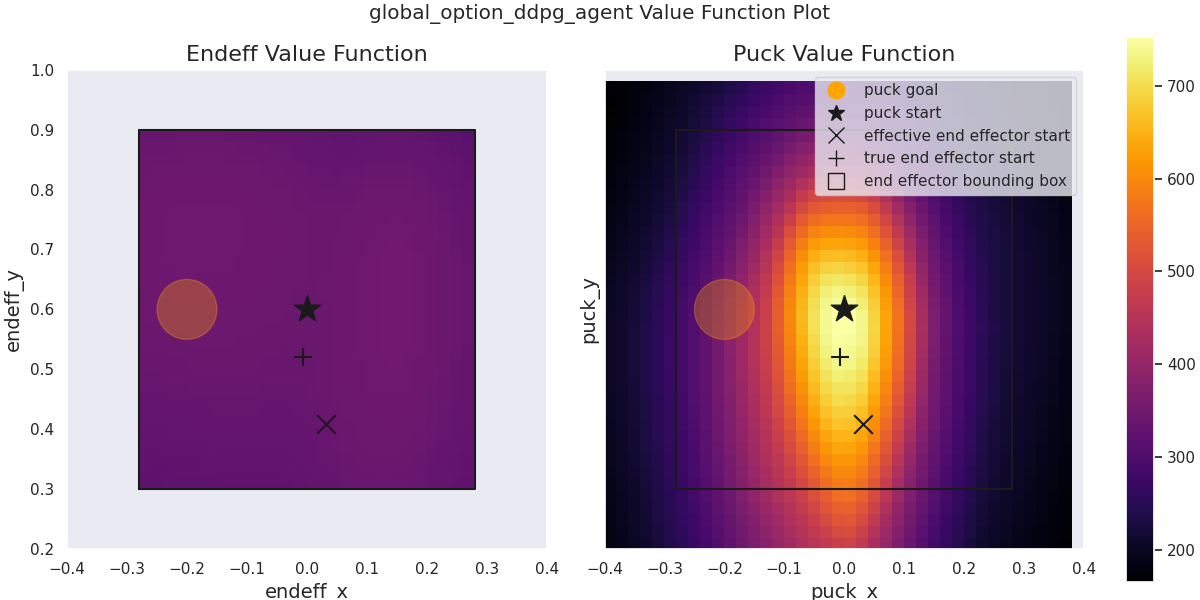 global_option_ddpg_agent Value Function Plot
Endeff Value Function
1.0
0.9
0.8
0.7
0.6
0.5
0.4
0.3
0.2
endeff_y
−0.4 −0.3 −0.2 −0.1 0.0 0.1 0.2 0.3 0.4
endeff_x
Puck Value Function
puck goal
puck start
effective end effector start
true end effector start
end effector bounding box
puck_y
−0.4 −0.3 −0.2 −0.1 0.0 0.1 0.2 0.3 0.4
puck_x
700
600
500
400
300
200